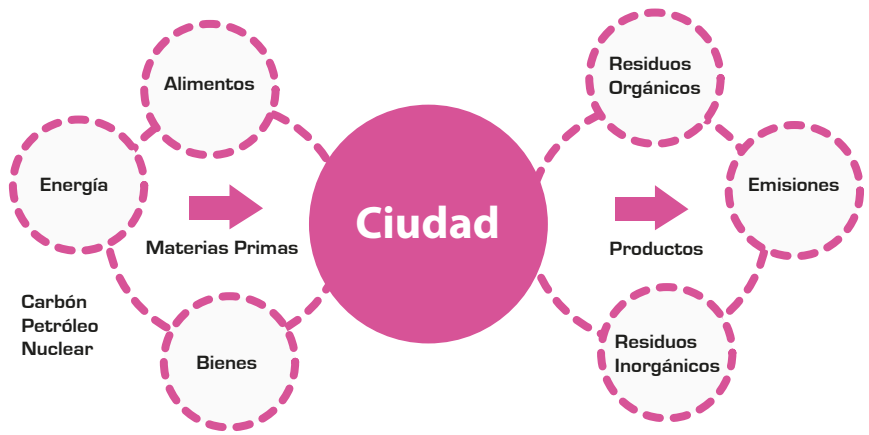 Alimentos
Energía
Materias Primas
Carbón
Petróleo
Nuclear
Bienes
Ciudad
Residuos
Orgánicos
Emisiones
Productos
Residuos
Inorgánicos